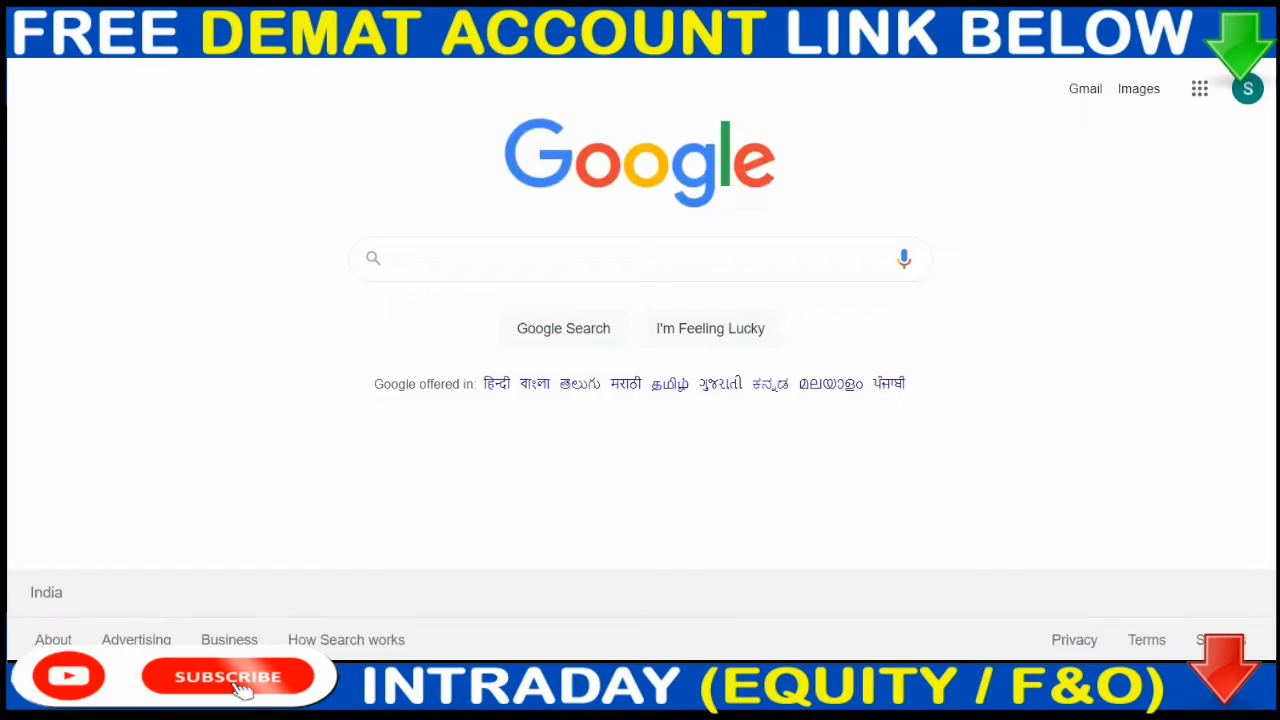 FREE DEMAT ACCOUNT LINK BELOW
Gmail Images S
Google
Google Search I'm Feeling Lucky
Google offered in: हिन्दी বাংলা తెలుగు मराठी தமிழ் ગુજરાતી ಕನ್ನಡ മലയാളം ਪੰਜਾਬੀ
India
About Advertising Business How Search works Privacy Terms
SUBSCRIBE
INTRADAY (EQUITY / F&O)